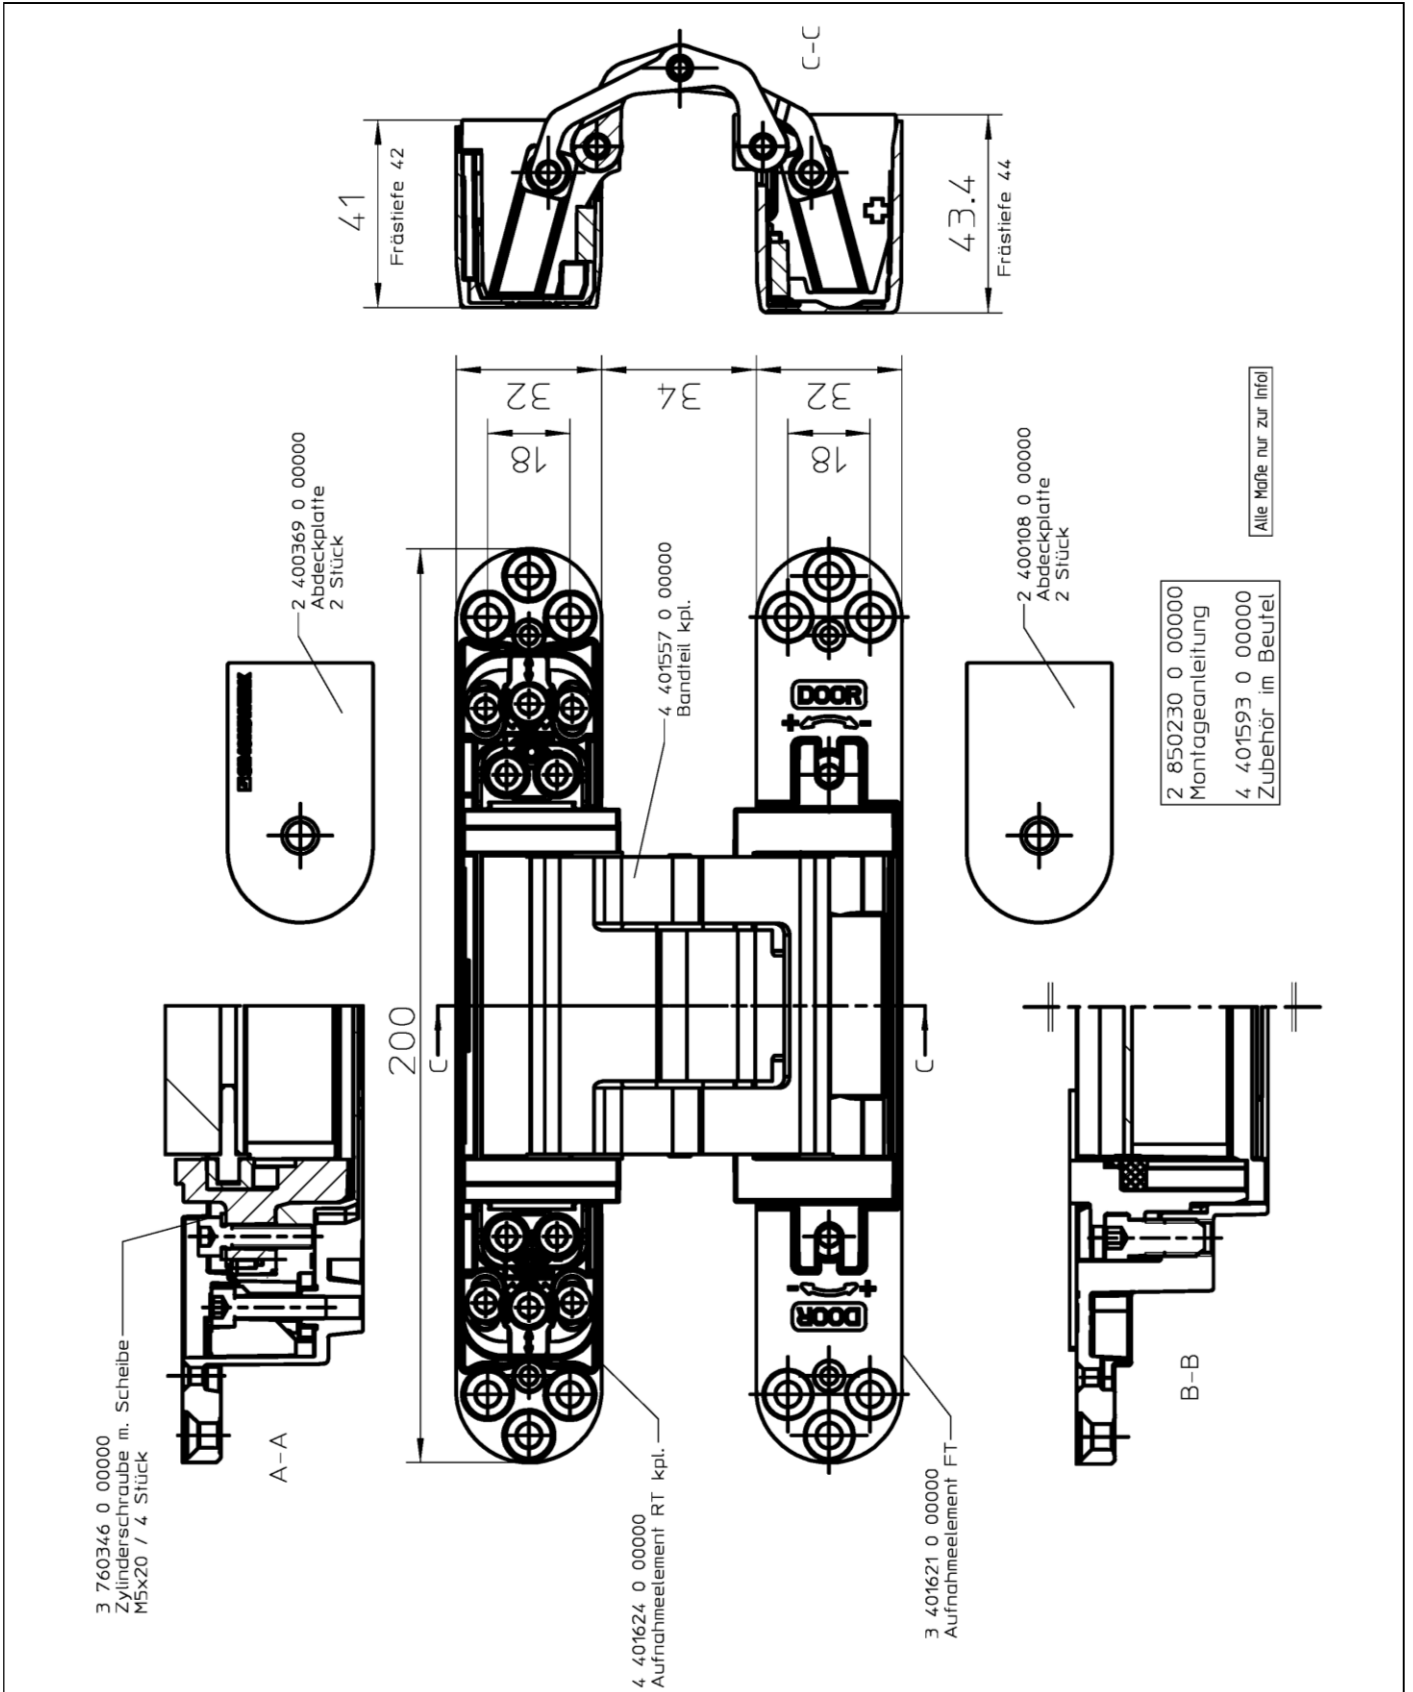 C-C
41
Frästiefe 42
43.4
Frästiefe 44
32
34
32
18
18
2 400369 0 00000
Abdeckplatte
2 Stück
4 401557 0 00000
Bandteil kpl.
2 400108 0 00000
Abdeckplatte
2 Stück
Alle Maße nur zur Info!
2 850230 0 00000
Montageanleitung
4 401593 0 00000
Zubehör im Beutel
DOOR
+ -
200
C
C
- +
DOOR
3 760346 0 00000
Zylinderschraube m. Scheibe
M5x20 / 4 Stück
A-A
4 401624 0 00000
Aufnahmeelement RT kpl.
3 401621 0 00000
Aufnahmeelement FT
B-B